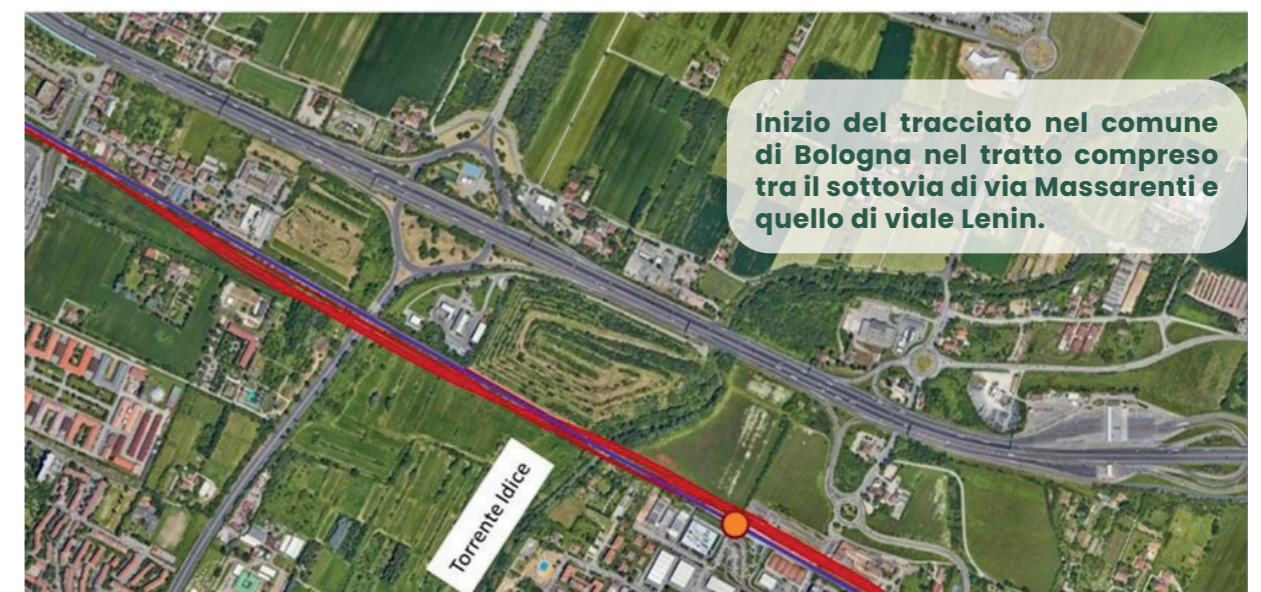 Inizio del tracciato nel comune
di Bologna nel tratto compreso
tra il sottovia di via Massarenti e
quello di viale Lenin.
Torrente Idice